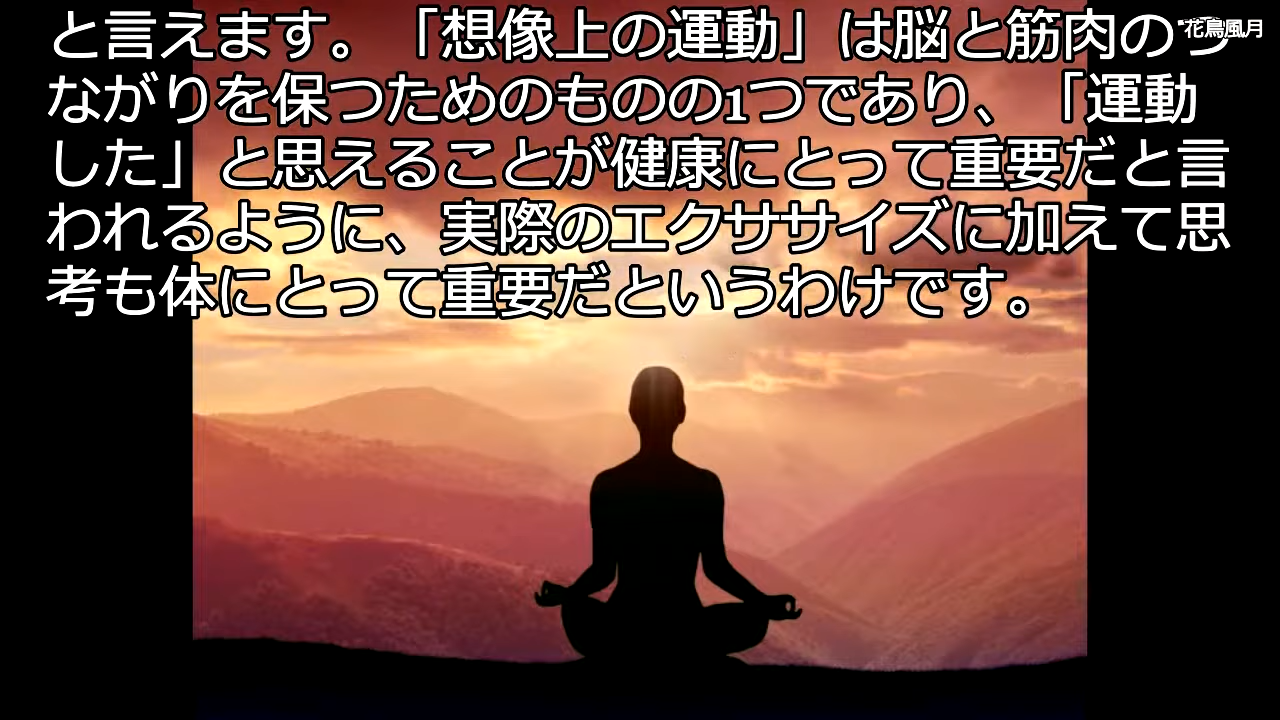 と言えます。「想像上の運動」は脳と筋肉のつ
ながりを保つためのものの1つであり、「運動
した」と思えることが健康にとって重要だと言
われるように、実際のエクササイズに加えて思
考も体にとって重要だというわけです。
花鳥風月